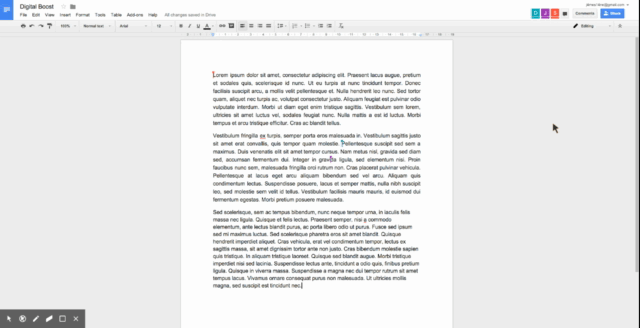 Digital Boost
File Edit View Insert Format Tools Table Add-ons Help All changes saved in Drive
Comments Share
100% Normal text Arial 12 Editing
Lorem ipsum dolor sit amet, consectetur adipiscing elit. Praesent lacus augue, pretium
et sodales quis, scelerisque id nunc. Ut eu turpis at nunc tincidunt tempor. Donec
facilisis suscipit arcu, a mollis velit pellentesque et. Nulla hendrerit leo nunc. Sed tortor
quam, aliquet nec turpis ac, volutpat consectetur justo. Aliquam feugiat est pulvinar odio
vulputate interdum. Morbi ut diam eget enim tristique sagittis. Vestibulum sem lorem,
ultricies sit amet luctus vel, sodales luctus nulla. Nulla mattis a est id luctus. Morbi
tempus et arcu tristique efficitur. Cras ac blandit tellus.
Vestibulum fringilla ex turpis, semper porta eros malesuada in. Vestibulum sagittis justo
sit amet erat convallis, quis tempor quam molestie. Pellentesque suscipit sed sem a
maximus. Duis venenatis elit sit amet tempor cursus. Nam metus nisl, gravida sed diam
sed, accumsan fermentum dui. Integer in gravida ligula, sed elementum nisi. Proin
faucibus nunc sem, malesuada fringilla orci rutrum non. Cras placerat pulvinar vehicula.
Pellentesque at lacus eget arcu aliquam bibendum sed vel arcu. Aliquam quis
condimentum lectus. Suspendisse posuere, lacus at semper mattis, nulla nibh suscipit
leo, sed molestie sem velit id tellus. Vestibulum facilisis mauris mauris, id euismod dui
fermentum egestas. Morbi pretium posuere malesuada.
Sed scelerisque, sem ac tempus bibendum, nunc neque tempor urna, in iaculis felis
massa nec ligula. Quisque et felis lectus. Praesent semper, nisi a commodo
elementum, ante lectus blandit purus, ac porta libero odio ut purus. Fusce sed ipsum
sed mi maximus luctus. Donec sed scelerisque pharetra eros sit amet blandit. Quisque
hendrerit imperdiet aliquet. Cras vehicula, erat vel condimentum tempor, lectus ex
sagittis massa, sit amet dignissim tortor ante non justo. Cras bibendum molestie sapien
quis tristique. In aliquam tristique laoreet. Quisque sed blandit augue. Morbi tristique
imperdiet nisi sed lacinia. Suspendisse lectus ante, tincidunt a odio quis, finibus pretium
ligula. Quisque in viverra massa. Suspendisse a magna nec dui tempor rutrum sit amet
tempus lacus. Vivamus ornare consequat purus non malesuada. Ut ultricies mollis
magna, sed suscipit est tincidunt nec.